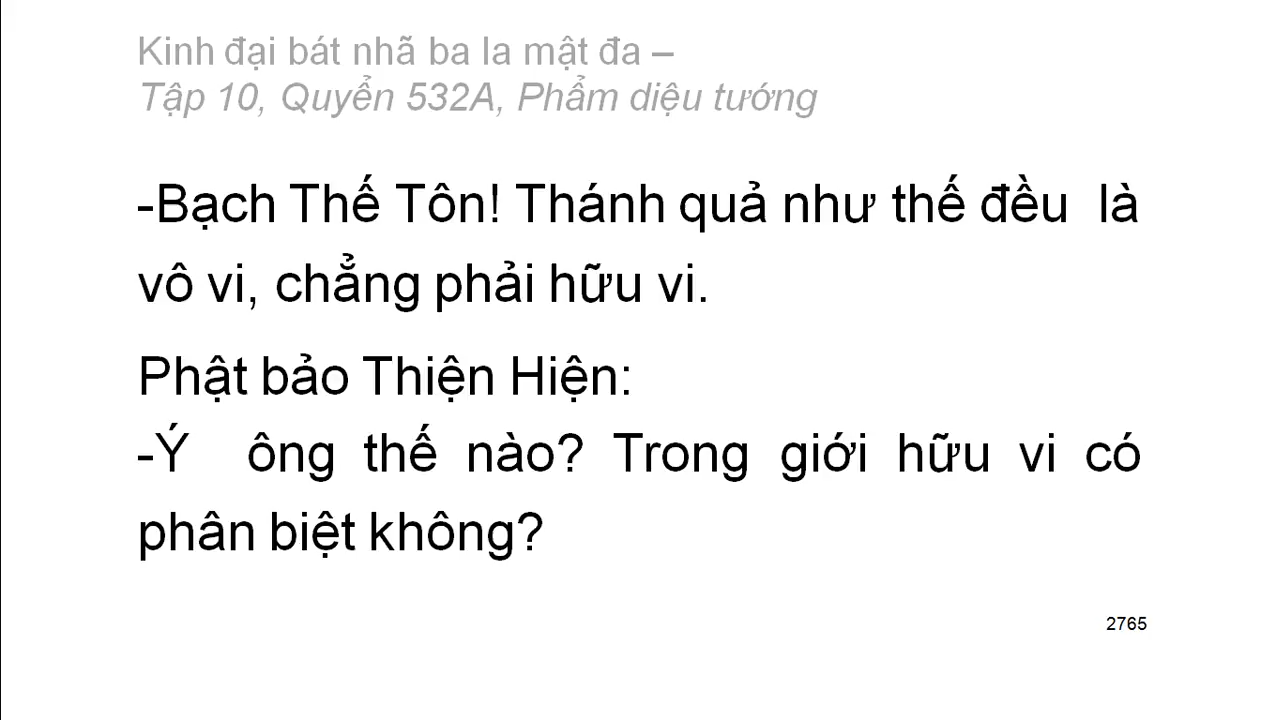 Kinh đại bát nhã ba la mật đa –
Tập 10, Quyển 532A, Phẩm diệu tướng
-Bạch Thế Tôn! Thánh quả như thế đều  là
vô vi, chẳng phải hữu vi.
Phật bảo Thiện Hiện:
-Ý  ông thế nào? Trong giới hữu vi có
phân biệt không?
2765